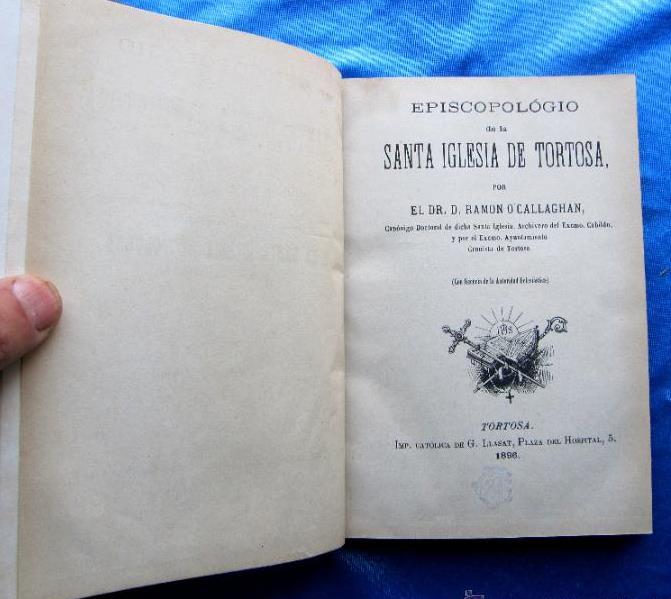 EPISCOPOLÓGIO
de la
SANTA IGLESIA DE TORTOSA,
POR
EL DR. D. RAMON O'CALLAGHAN,
Canónigo Doctoral de dicha Santa Iglesia, Archivero del Excmo. Cabildo,
y por el Excmo. Ayuntamiento
Cronista de Tortosa
(Con licencia de la Autoridad Eclesiástica)
JHS
TORTOSA.
IMP. CATÓLICA DE G. LLASAT, PLAZA DEL HOSPITAL, 5.
1896.